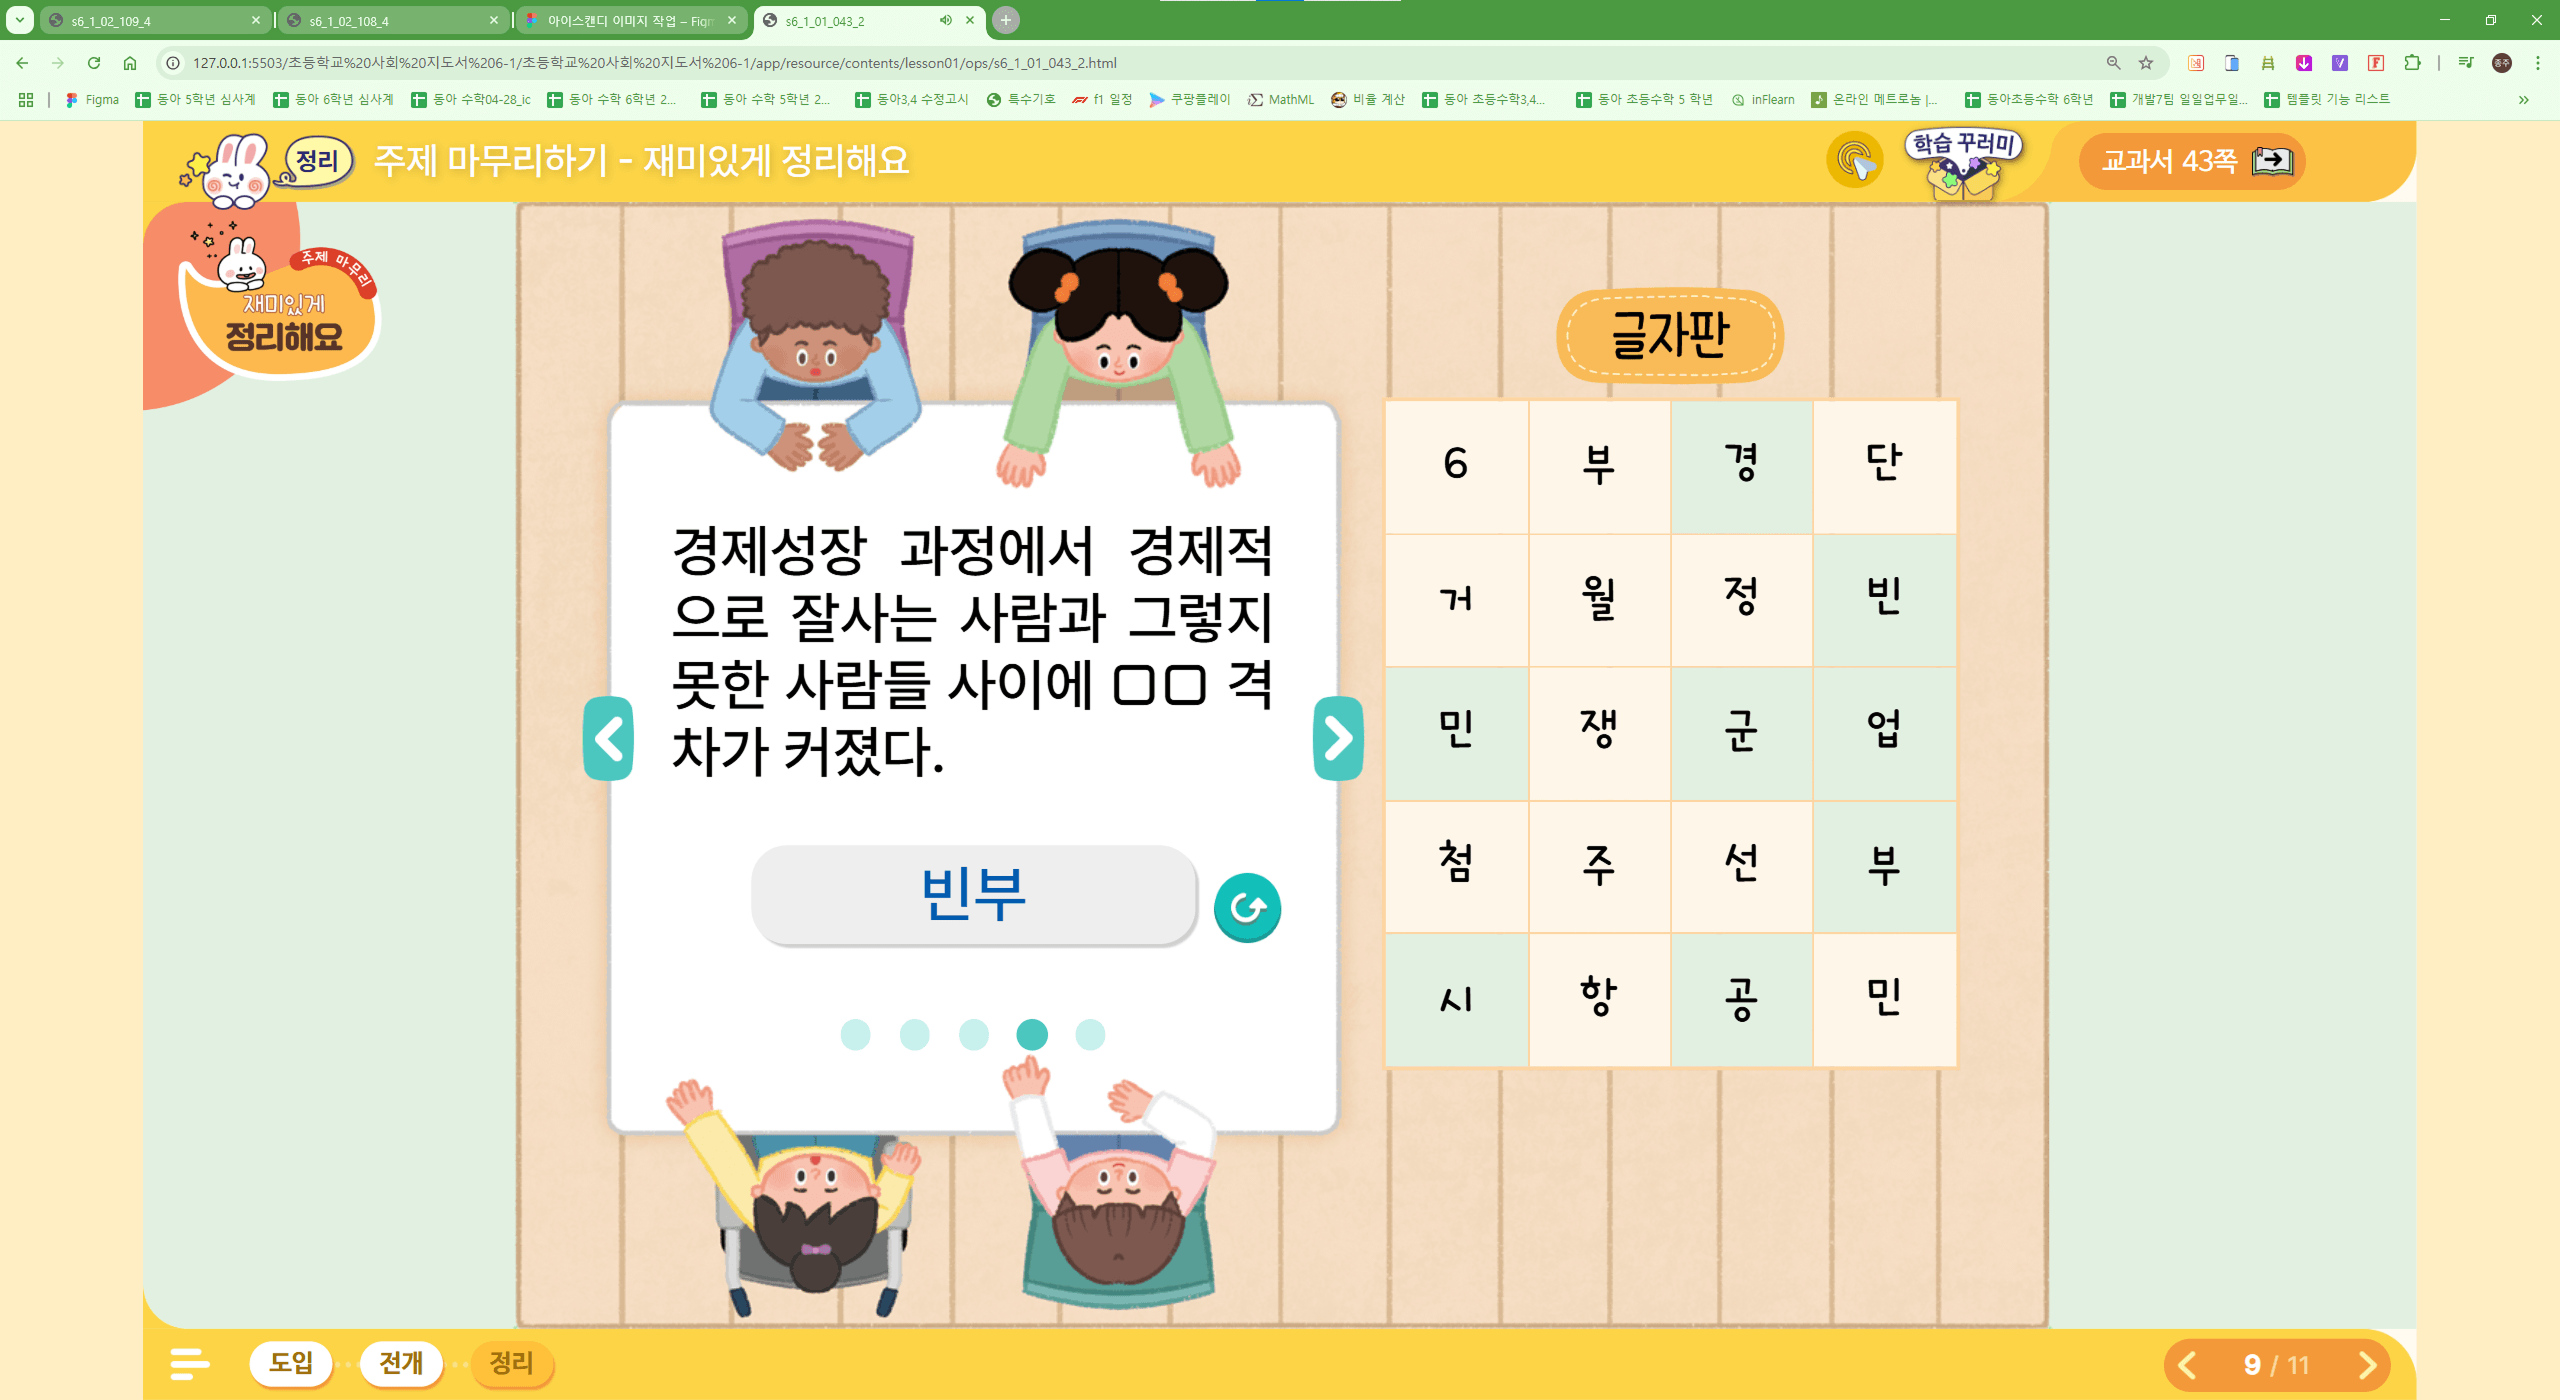 s6_1_02_109_4
s6_1_02_108_4
아이스캔디 이미지 작업 – Figm
s6_1_01_043_2
127.0.0.1:5503/초등학교%20사회%20지도서%206-1/초등학교%20사회%20지도서%206-1/app/resource/contents/lesson01/ops/s6_1_01_043_2.html
종주
Figma
동아 5학년 심사계
동아 6학년 심사계
동아 수학04-28_ic
동아 수학 6학년 2...
동아 수학 5학년 2...
동아3,4 수정고시
특수기호
f1 일정
쿠팡플레이
MathML
비율 계산
동아 초등수학3,4...
동아 초등수학 5 학년
inFlearn
온라인 메트로놈 |...
동아초등수학 6학년
개발7팀 일일업무일...
템플릿 기능 리스트
정리
주제 마무리하기 - 재미있게 정리해요
학습 꾸러미
교과서 43쪽
주제 마무리
재미있게
정리해요
글자판
경제성장 과정에서 경제적
으로 잘사는 사람과 그렇지
못한 사람들 사이에 □□ 격
차가 커졌다.
빈부
6 부 경 단
거 월 정 빈
민 쟁 군 업
첨 주 선 부
시 항 공 민
도입
전개
정리
9 / 11